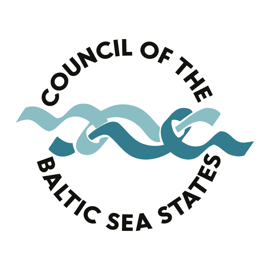 COUNCIL OF THE
BALTIC SEA STATES